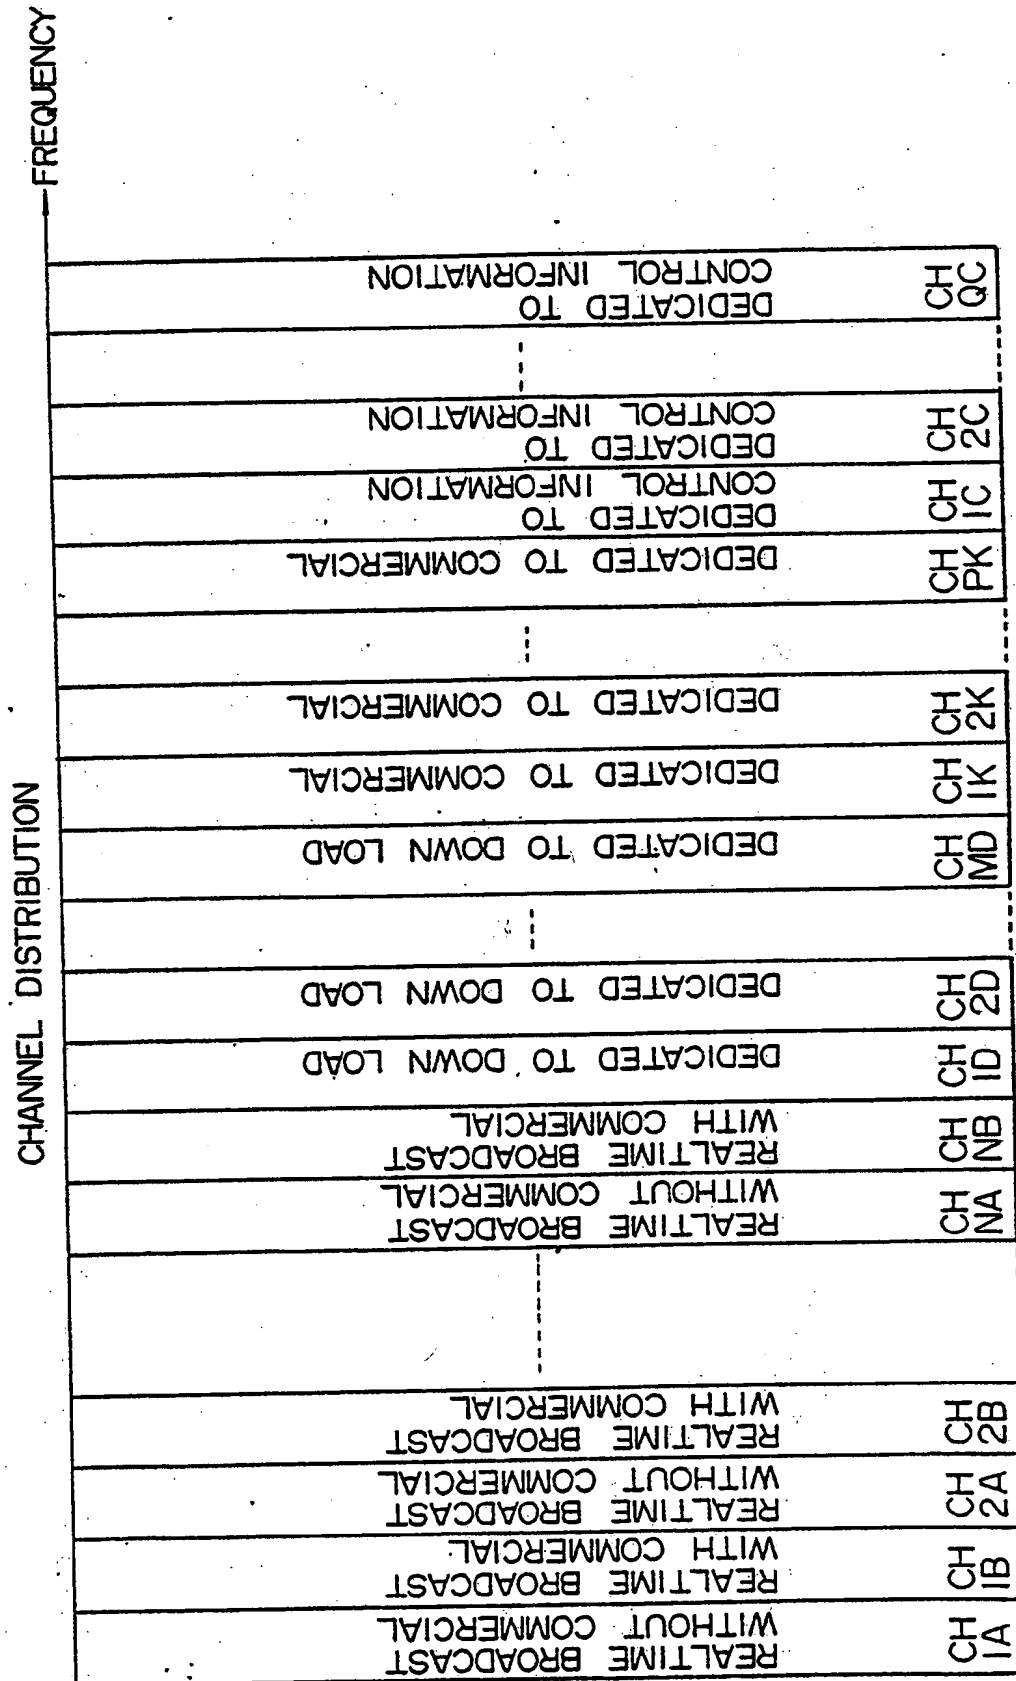 CHANNEL DISTRIBUTION
FREQUENCY
CH
1A
REALTIME BROADCAST
WITHOUT COMMERCIAL
CH
1B
REALTIME BROADCAST
WITH COMMERCIAL
CH
2A
REALTIME BROADCAST
WITHOUT COMMERCIAL
CH
2B
REALTIME BROADCAST
WITH COMMERCIAL
CH
NA
REALTIME BROADCAST
WITHOUT COMMERCIAL
CH
NB
REALTIME BROADCAST
WITH COMMERCIAL
CH
1D
DEDICATED TO DOWN LOAD
CH
2D
DEDICATED TO DOWN LOAD
CH
MD
DEDICATED TO DOWN LOAD
CH
1K
DEDICATED TO COMMERCIAL
CH
2K
DEDICATED TO COMMERCIAL
CH
PK
DEDICATED TO COMMERCIAL
CH
1C
DEDICATED TO
CONTROL INFORMATION
CH
2C
DEDICATED TO
CONTROL INFORMATION
CH
QC
DEDICATED TO
CONTROL INFORMATION